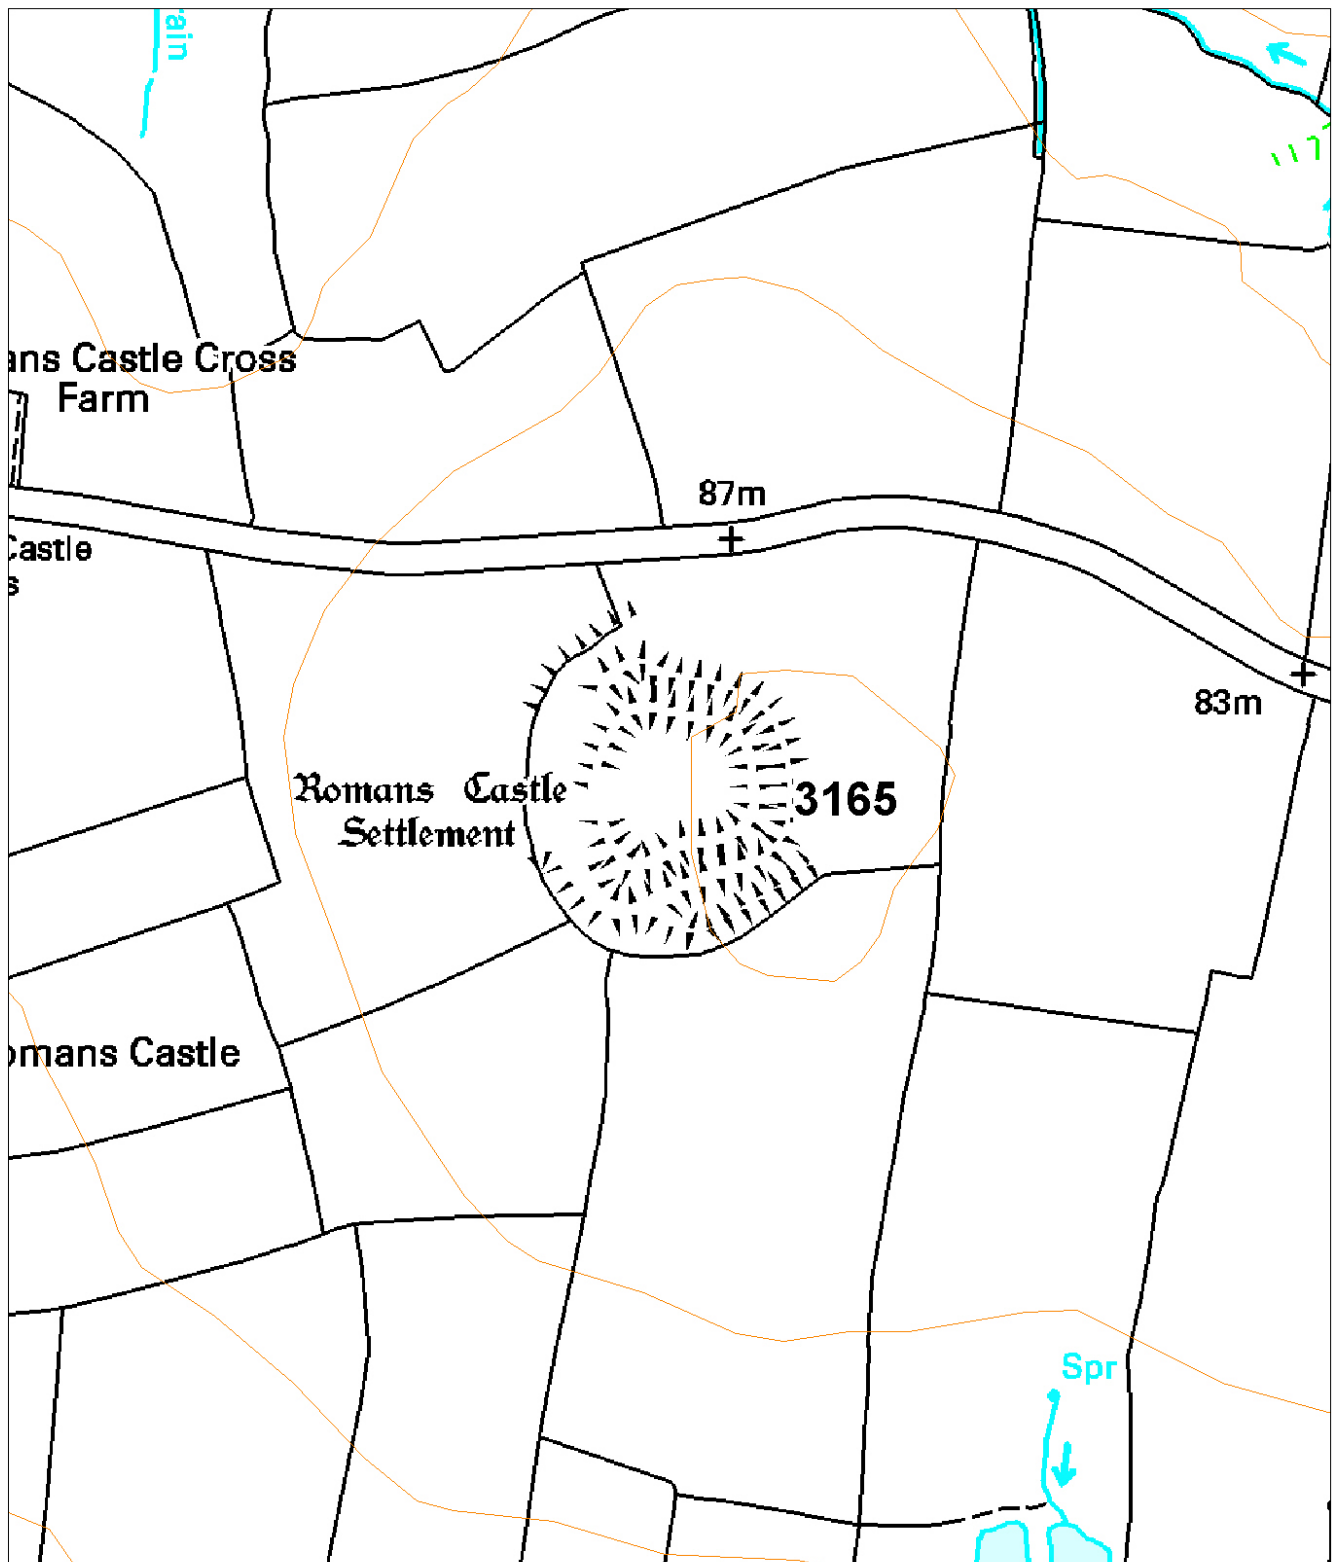 ain
ans Castle Cross
Farm
87m
Castle
s
83m
Romans Castle
Settlement
3165
omans Castle
Spr